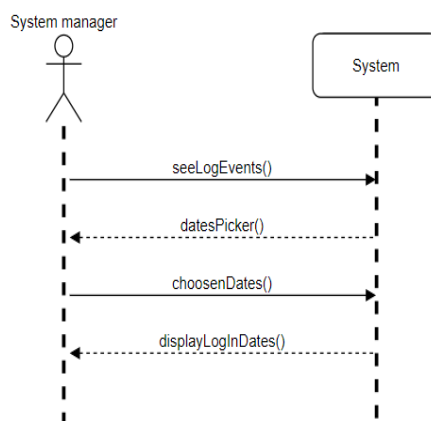 System manager
System
seeLogEvents()
datesPicker()
choosenDates()
displayLogInDates()